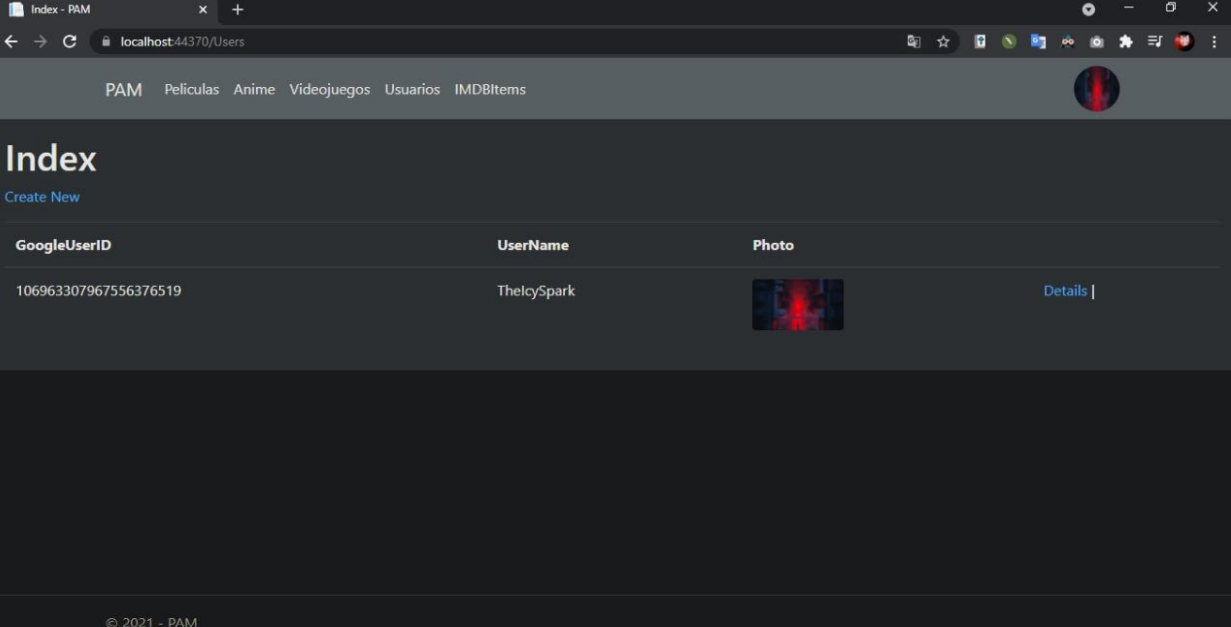 Index - PAM
localhost:44370/Users
PAM Peliculas Anime Videojuegos Usuarios IMDBItems
Index
Create New
GoogleUserID UserName Photo
106963307967556376519 TheIcySpark Details |
© 2021 - PAM